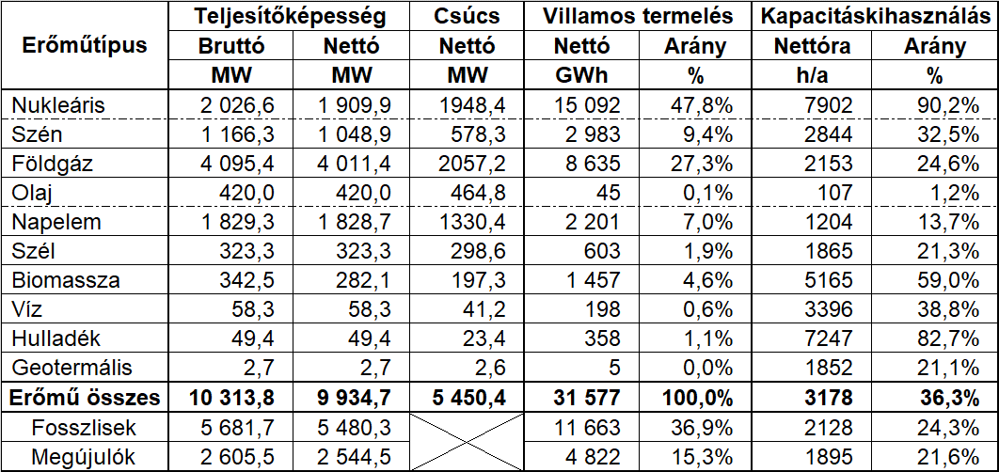 Erőműtípus Teljesítőképesség Csúcs Villamos termelés Kapacitáskihasználás
Bruttó Nettó Nettó Nettó Arány Nettóra Arány
MW MW MW GWh % h/a %
Nukleáris 2 026,6 1 909,9 1948,4 15 092 47,8% 7902 90,2%
Szén 1 166,3 1 048,9 578,3 2 983 9,4% 2844 32,5%
Földgáz 4 095,4 4 011,4 2057,2 8 635 27,3% 2153 24,6%
Olaj 420,0 420,0 464,8 45 0,1% 107 1,2%
Napelem 1 829,3 1 828,7 1330,4 2 201 7,0% 1204 13,7%
Szél 323,3 323,3 298,6 603 1,9% 1865 21,3%
Biomassza 342,5 282,1 197,3 1 457 4,6% 5165 59,0%
Víz 58,3 58,3 41,2 198 0,6% 3396 38,8%
Hulladék 49,4 49,4 23,4 358 1,1% 7247 82,7%
Geotermális 2,7 2,7 2,6 5 0,0% 1852 21,1%
Erőmű összes 10 313,8 9 934,7 5 450,4 31 577 100,0% 3178 36,3%
Fosszlisek 5 681,7 5 480,3 11 663 36,9% 2128 24,3%
Megújulók 2 605,5 2 544,5 4 822 15,3% 1895 21,6%